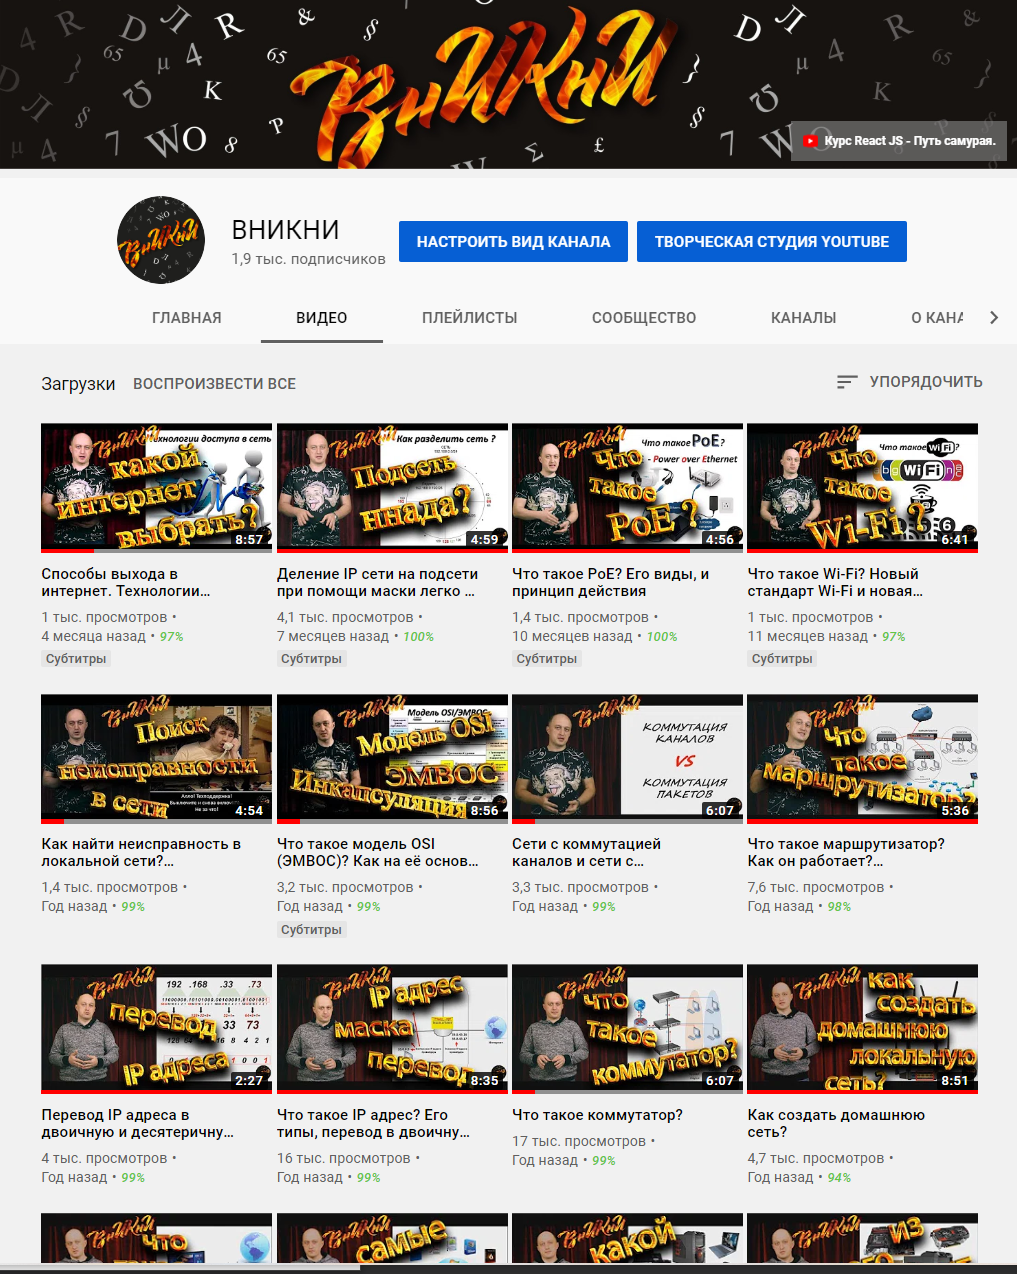 ВниКнИ
Курс React JS - Путь самурая.
ВНИКНИ
1,9 тыс. подписчиков
НАСТРОИТЬ ВИД КАНАЛА
ТВОРЧЕСКАЯ СТУДИЯ YOUTUBE
ГЛАВНАЯ
ВИДЕО
ПЛЕЙЛИСТЫ
СООБЩЕСТВО
КАНАЛЫ
О КАНА
Загрузки
ВОСПРОИЗВЕСТИ ВСЕ
УПОРЯДОЧИТЬ
ВниКнИ
Технологии доступа в сеть
какой
интернет
выбрать?
8:57
Способы выхода в
интернет. Технологии…
1 тыс. просмотров •
4 месяца назад • 97%
Субтитры
ВниКнИ
Как разделить сеть ?
Подсеть
ннада?
4:59
Деление IP сети на подсети
при помощи маски легко …
4,1 тыс. просмотров •
7 месяцев назад • 100%
Субтитры
ВниКнИ
Что такое PoE?
- Power over Ethernet
Что
такое
PoE ?
4:56
Что такое PoE? Его виды, и
принцип действия
1,4 тыс. просмотров •
10 месяцев назад • 100%
Субтитры
ВниКнИ
Что такое WiFi ?
Что
такое
Wi-Fi ?
6:41
Что такое Wi-Fi? Новый
стандарт Wi-Fi и новая…
1 тыс. просмотров •
11 месяцев назад • 97%
Субтитры
ВниКнИ
Поиск
неисправности
в сети
Алло! Техподдержка!
4:54
Как найти неисправность в
локальной сети?…
1,4 тыс. просмотров •
Год назад • 99%
ВниКнИ
Модель OSI/ЭМВОС
Модель OSI
ЭМВОС
Инкапсуляция
8:56
Что такое модель OSI
(ЭМВОС)? Как на её основ…
3,2 тыс. просмотров •
Год назад • 99%
Субтитры
ВниКнИ
КОММУТАЦИЯ
КАНАЛОВ
VS
КОММУТАЦИЯ
ПАКЕТОВ
6:07
Сети с коммутацией
каналов и сети с…
3,3 тыс. просмотров •
Год назад • 99%
ВниКнИ
Что
такое
маршрутизатор
5:36
Что такое маршрутизатор?
Как он работает?…
7,6 тыс. просмотров •
Год назад • 98%
ВниКнИ
192 .168 .33 .73
перевод
33 73
IP адреса
2:27
Перевод IP адреса в
двоичную и десятеричну…
4 тыс. просмотров •
Год назад • 99%
ВниКнИ
IP адрес
маска
перевод
8:35
Что такое IP адрес? Его
типы, перевод в двоичну…
16 тыс. просмотров •
Год назад • 99%
ВниКнИ
что
такое
коммутатор?
6:07
Что такое коммутатор?
17 тыс. просмотров •
Год назад • 99%
ВниКнИ
как
создать
домашнюю
локальную
сеть?
8:51
Как создать домашнюю
сеть?
4,7 тыс. просмотров •
Год назад • 94%
ВниКнИ
что
ВниКнИ
самые
ВниКнИ
какой
ВниКнИ
из